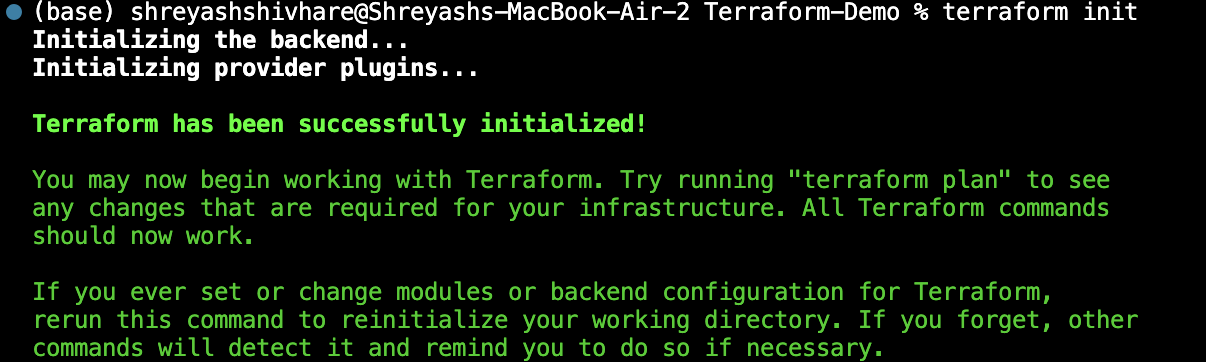 (base) shreyashshivhare@Shreyashs-MacBook-Air-2 Terraform-Demo % terraform init
Initializing the backend...
Initializing provider plugins...
Terraform has been successfully initialized!
You may now begin working with Terraform. Try running "terraform plan" to see
any changes that are required for your infrastructure. All Terraform commands
should now work.
If you ever set or change modules or backend configuration for Terraform,
rerun this command to reinitialize your working directory. If you forget, other
commands will detect it and remind you to do so if necessary.